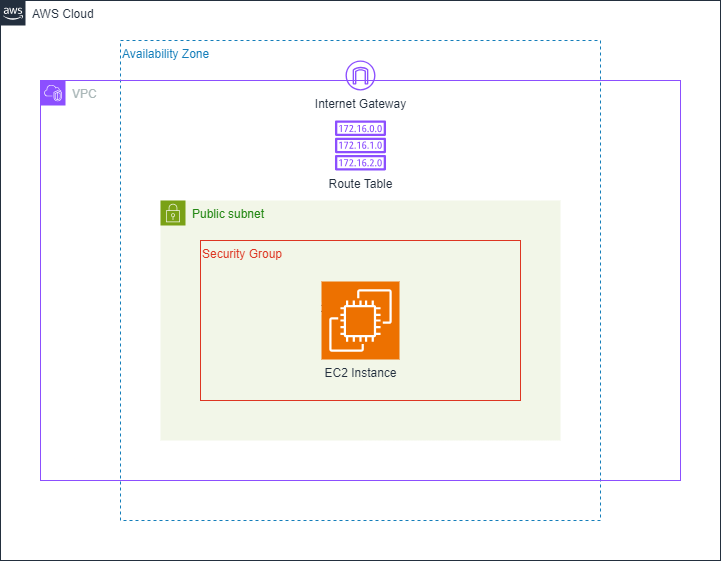 aws
AWS Cloud
Availability Zone
VPC
Internet Gateway
172.16.0.0
172.16.1.0
172.16.2.0
Route Table
Public subnet
Security Group
EC2 Instance